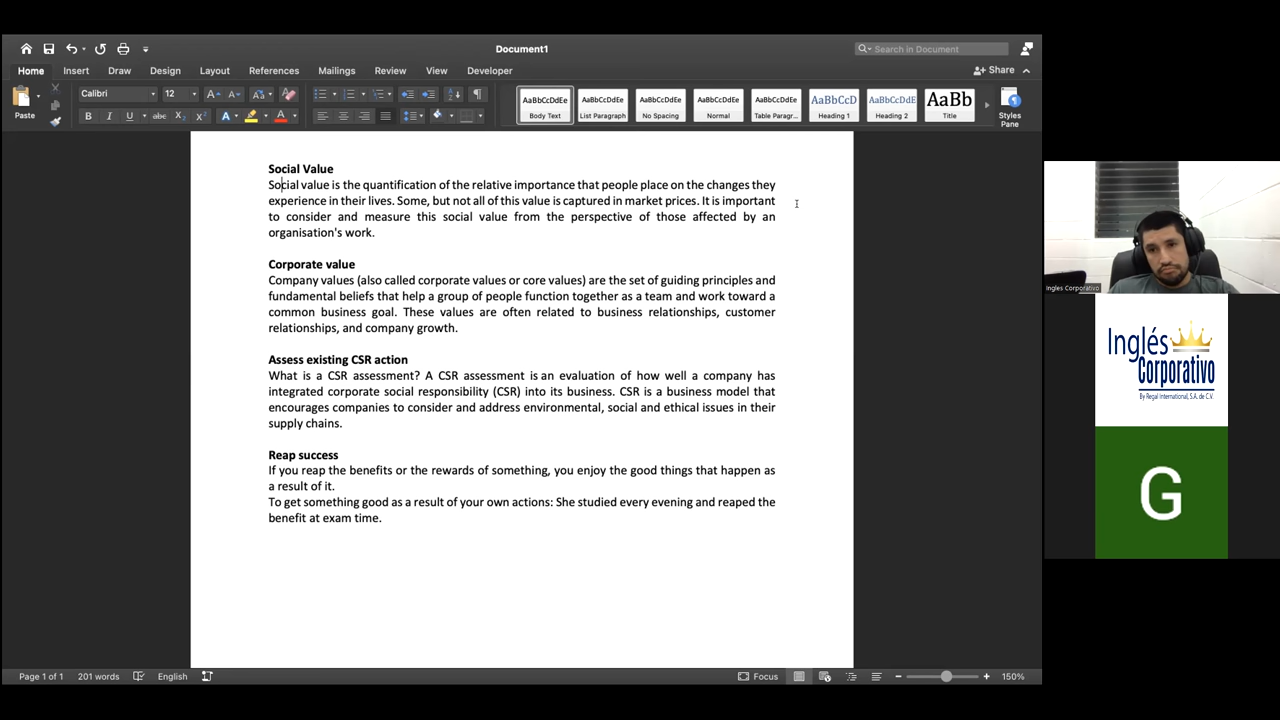 Document1
Search in Document
Home Insert Draw Design Layout References Mailings Review View Developer
Share
Paste
Calibri 12
AaBbCcDdEe AaBbCcDdEe AaBbCcDdEe AaBbCcDdEe AaBbCcDdEe AaBbCcD AaBbCcDdE AaBb
Body Text List Paragraph No Spacing Normal Table Paragr... Heading 1 Heading 2 Title
Styles
Pane
Social Value
Social value is the quantification of the relative importance that people place on the changes they
experience in their lives. Some, but not all of this value is captured in market prices. It is important
to consider and measure this social value from the perspective of those affected by an
organisation's work.
Corporate value
Company values (also called corporate values or core values) are the set of guiding principles and
fundamental beliefs that help a group of people function together as a team and work toward a
common business goal. These values are often related to business relationships, customer
relationships, and company growth.
Assess existing CSR action
What is a CSR assessment? A CSR assessment is an evaluation of how well a company has
integrated corporate social responsibility (CSR) into its business. CSR is a business model that
encourages companies to consider and address environmental, social and ethical issues in their
supply chains.
Reap success
If you reap the benefits or the rewards of something, you enjoy the good things that happen as
a result of it.
To get something good as a result of your own actions: She studied every evening and reaped the
benefit at exam time.
Page 1 of 1 201 words English Focus 150%
Ingles Corporativo
Inglés
Corporativo
By Regal International, S.A. de C.V.
G